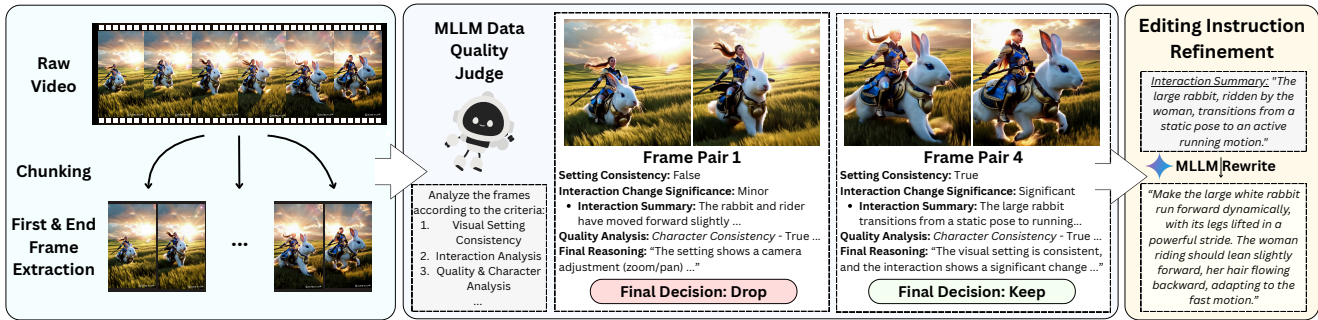 Raw
Video
Chunking
First & End
Frame
Extraction
...
MLLM Data
Quality
Judge
Analyze the frames
according to the criteria:
1. Visual Setting
Consistency
2. Interaction Analysis
3. Quality & Character
Analysis
...
Frame Pair 1
Setting Consistency: False
Interaction Change Significance: Minor
• Interaction Summary: The rabbit and rider
have moved forward slightly ...
Quality Analysis: Character Consistency - True ...
Final Reasoning: “The setting shows a camera
adjustment (zoom/pan) ...”
Final Decision: Drop
Frame Pair 4
Setting Consistency: True
Interaction Change Significance: Significant
• Interaction Summary: The large rabbit
transitions from a static pose to running...
Quality Analysis: Character Consistency - True ...
Final Reasoning: “The visual setting is consistent,
and the interaction shows a significant change ...”
Final Decision: Keep
Editing Instruction
Refinement
Interaction Summary: "The
large rabbit, ridden by the
woman, transitions from a
static pose to an active
running motion."
MLLM Rewrite
“Make the large white rabbit
run forward dynamically,
with its legs lifted in a
powerful stride. The woman
riding should lean slightly
forward, her hair flowing
backward, adapting to the
fast motion.”